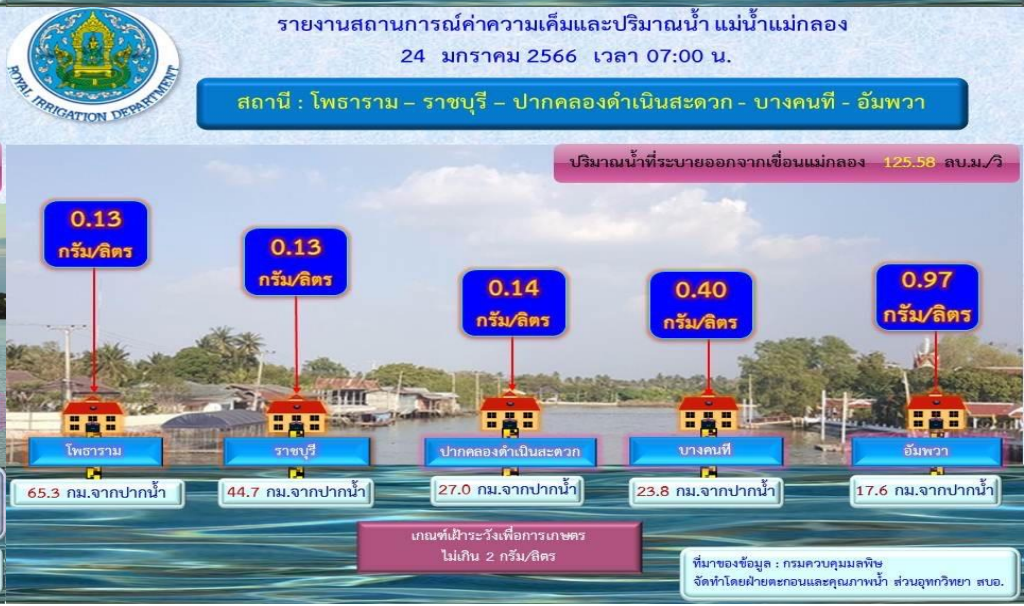 รายงานสถานการณ์ค่าความเค็มและปริมาณน้ำ แม่น้ำแม่กลอง
24 มกราคม 2566 เวลา 07:00 น.
ROYAL IRRIGATION DEPARTMENT
สถานี : โพธาราม – ราชบุรี – ปากคลองดำเนินสะดวก - บางคนที - อัมพวา
ปริมาณน้ำที่ระบายออกจากเขื่อนแม่กลอง 125.58 ลบ.ม./วิ
0.13
กรัม/ลิตร
0.13
กรัม/ลิตร
0.14
กรัม/ลิตร
0.40
กรัม/ลิตร
0.97
กรัม/ลิตร
โพธาราม
ราชบุรี
ปากคลองดำเนินสะดวก
บางคนที
อัมพวา
65.3 กม.จากปากน้ำ
44.7 กม.จากปากน้ำ
27.0 กม.จากปากน้ำ
23.8 กม.จากปากน้ำ
17.6 กม.จากปากน้ำ
เกณฑ์เฝ้าระวังเพื่อการเกษตร
ไม่เกิน 2 กรัม/ลิตร
ที่มาของข้อมูล : กรมควบคุมมลพิษ
จัดทำโดยฝ่ายตะกอนและคุณภาพน้ำ ส่วนอุทกวิทยา สบอ.